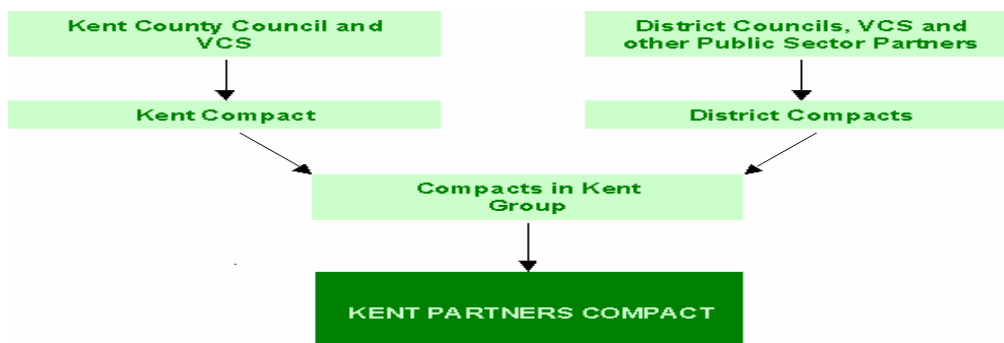 Kent County Council and
VCS
District Councils, VCS and
other Public Sector Partners
Kent Compact
District Compacts
Compacts in Kent
Group
KENT PARTNERS COMPACT